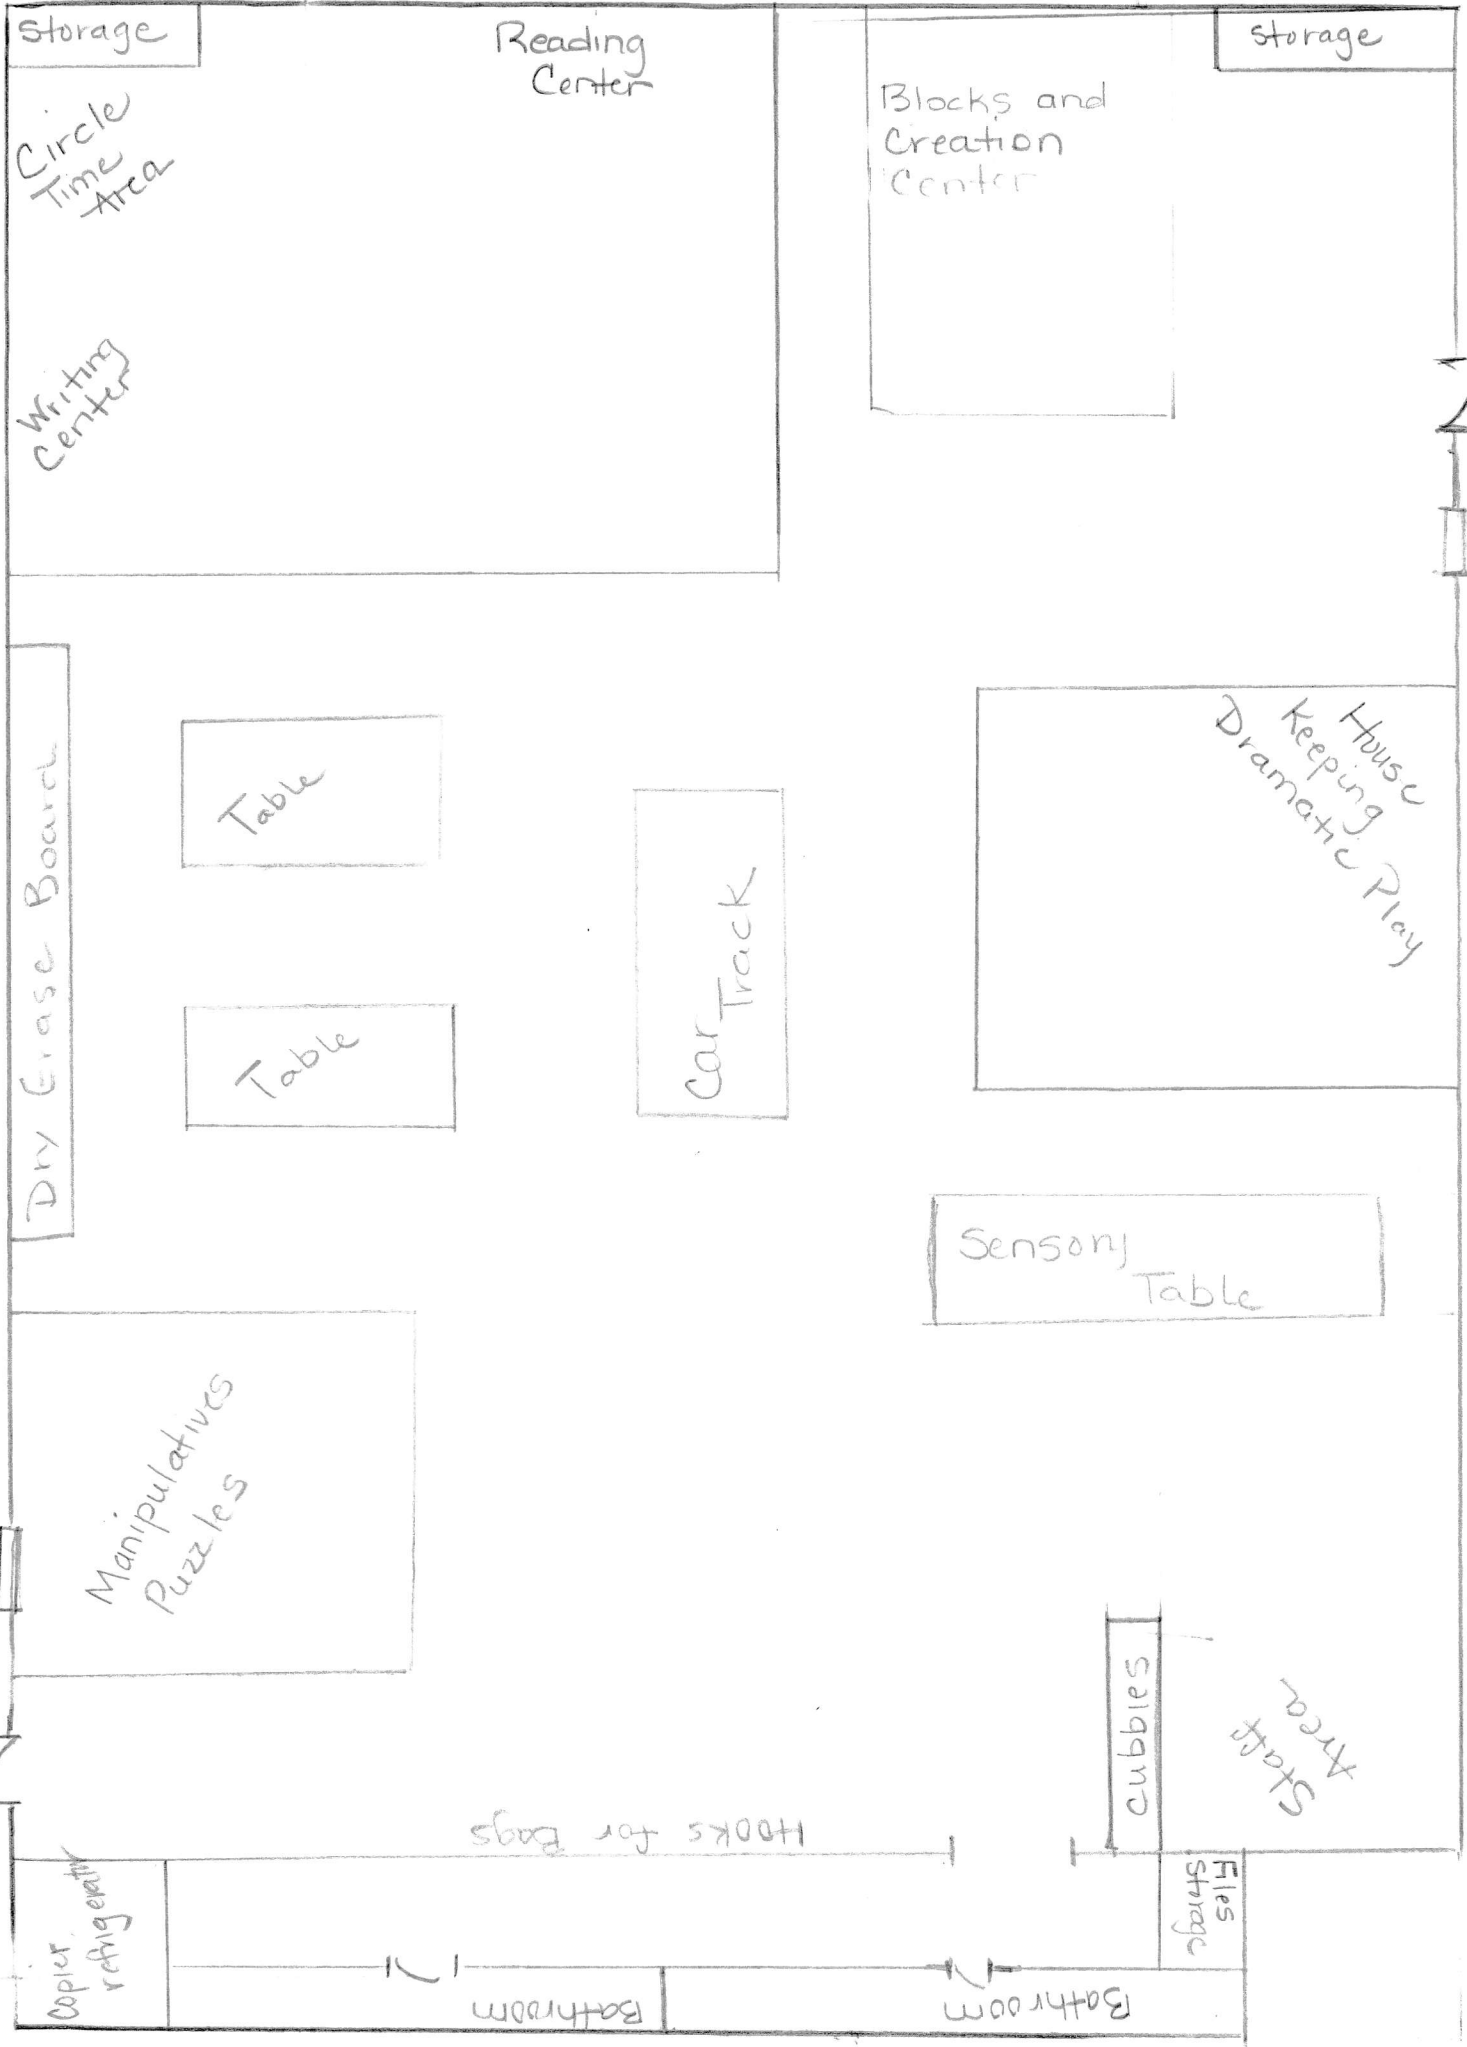 Storage
Reading
Center
Storage
Circle
Time
Area
Blocks and
Creation
Center
Writing
Center
Dry Erase Board
Table
Table
Car
Track
House
Keeping
Dramatic Play
Sensory
Table
Manipulatives
Puzzles
Cubbies
Staff
Area
Hooks for Bags
Files
Storage
Copier
refrigerator
Bathroom
Bathroom